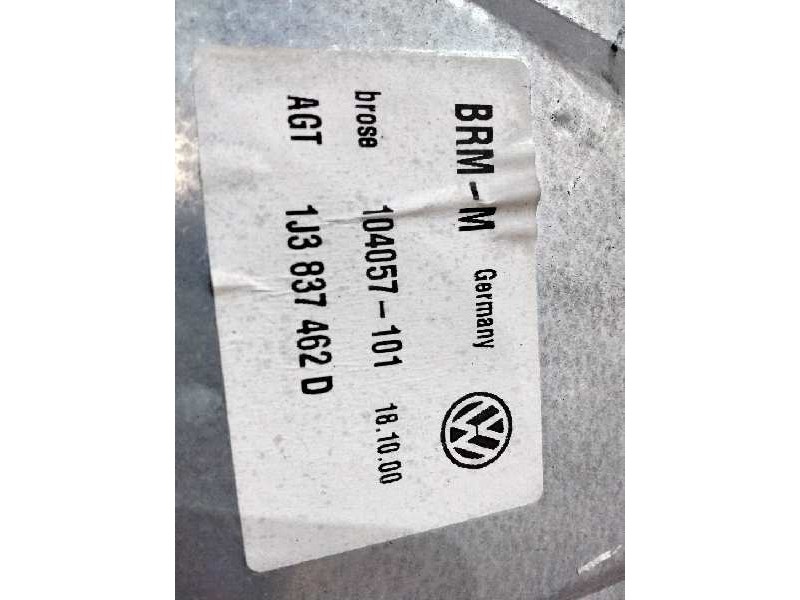 BRM-M Germany
brose 104057-101 18.10.00
AGT 1J3 837 462 D